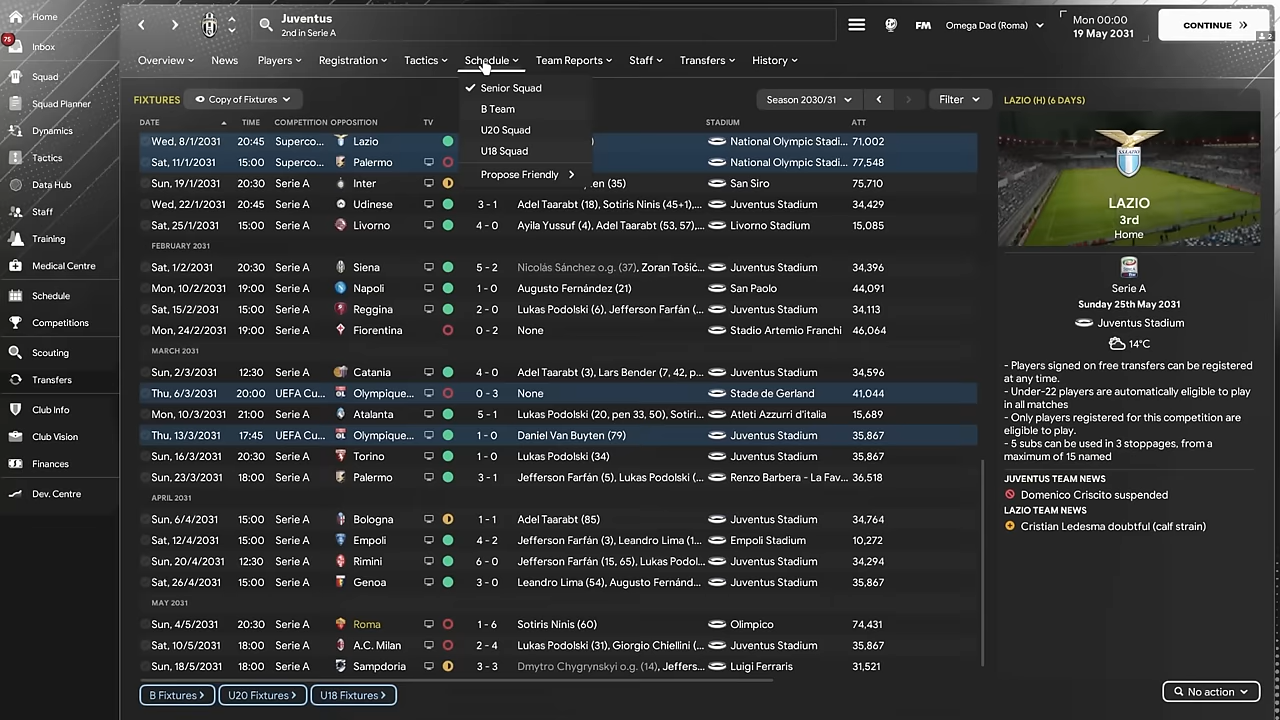 Home
Juventus
2nd in Serie A
FM
Omega Dad (Roma)
Mon 00:00
19 May 2031
CONTINUE
2
75
Inbox
Overview
News
Players
Registration
Tactics
Schedule
Team Reports
Staff
Transfers
History
Squad
Squad Planner
Dynamics
Tactics
Data Hub
Staff
Training
Medical Centre
Schedule
Competitions
Scouting
Transfers
Club Info
Club Vision
Finances
Dev. Centre
Senior Squad
B Team
U20 Squad
U18 Squad
Propose Friendly
FIXTURES
Copy of Fixtures
Season 2030/31
Filter
DATE TIME COMPETITION OPPOSITION TV STADIUM ATT
Wed, 8/1/2031 20:45 Superco... Lazio ) National Olympic Stadi... 71,002
Sat, 11/1/2031 15:00 Superco... Palermo National Olympic Stadi... 77,548
Sun, 19/1/2031 20:30 Serie A Inter (35) San Siro 75,710
Wed, 22/1/2031 20:45 Serie A Udinese 3 - 1 Adel Taarabt (18), Sotiris Ninis (45+1),... Juventus Stadium 34,429
Sat, 25/1/2031 15:00 Serie A Livorno 4 - 0 Ayila Yussuf (4), Adel Taarabt (53, 57),... Livorno Stadium 15,085
FEBRUARY 2031
Sat, 1/2/2031 20:30 Serie A Siena 5 - 2 Nicolás Sánchez o.g. (37), Zoran Tošić... Juventus Stadium 34,396
Mon, 10/2/2031 19:00 Serie A Napoli 1 - 0 Augusto Fernández (21) San Paolo 44,091
Sat, 15/2/2031 15:00 Serie A Reggina 2 - 0 Lukas Podolski (6), Jefferson Farfán (... Juventus Stadium 34,113
Mon, 24/2/2031 19:00 Serie A Fiorentina 0 - 2 None Stadio Artemio Franchi 46,064
MARCH 2031
Sun, 2/3/2031 12:30 Serie A Catania 4 - 0 Adel Taarabt (3), Lars Bender (7, 42, p... Juventus Stadium 34,596
Thu, 6/3/2031 20:00 UEFA Cu... Olympique... 0 - 3 None Stade de Gerland 41,044
Mon, 10/3/2031 21:00 Serie A Atalanta 5 - 1 Lukas Podolski (20, pen 33, 50), Sotiri... Atleti Azzurri d'italia 15,689
Thu, 13/3/2031 17:45 UEFA Cu... Olympique... 1 - 0 Daniel Van Buyten (79) Juventus Stadium 35,867
Sun, 16/3/2031 20:30 Serie A Torino 1 - 0 Lukas Podolski (34) Juventus Stadium 35,867
Sun, 23/3/2031 18:00 Serie A Palermo 3 - 1 Jefferson Farfán (5), Lukas Podolski (... Renzo Barbera - La Fav... 36,518
APRIL 2031
Sun, 6/4/2031 15:00 Serie A Bologna 1 - 1 Adel Taarabt (85) Juventus Stadium 34,764
Sat, 12/4/2031 15:00 Serie A Empoli 4 - 2 Jefferson Farfán (3), Leandro Lima (1... Empoli Stadium 10,272
Sun, 20/4/2031 12:30 Serie A Rimini 6 - 0 Jefferson Farfán (15, 65), Lukas Podol... Juventus Stadium 34,294
Sat, 26/4/2031 15:00 Serie A Genoa 3 - 0 Leandro Lima (54), Augusto Fernánd... Juventus Stadium 35,867
MAY 2031
Sun, 4/5/2031 20:30 Serie A Roma 1 - 6 Sotiris Ninis (60) Olimpico 74,431
Sat, 10/5/2031 18:00 Serie A A.C. Milan 2 - 4 Lukas Podolski (31), Giorgio Chiellini (... Juventus Stadium 35,867
Sun, 18/5/2031 18:00 Serie A Sampdoria 3 - 3 Dmytro Chygrynskyi o.g. (14), Jeffers... Luigi Ferraris 31,521
B Fixtures
U20 Fixtures
U18 Fixtures
No action
LAZIO (H) (6 DAYS)
LAZIO
3rd
Home
Serie A
Sunday 25th May 2031
Juventus Stadium
14°C
- Players signed on free transfers can be registered
at any time.
- Under-22 players are automatically eligible to play
in all matches
- Only players registered for this competition are
eligible to play.
- 5 subs can be used in 3 stoppages, from a
maximum of 15 named
JUVENTUS TEAM NEWS
Domenico Criscito suspended
LAZIO TEAM NEWS
Cristian Ledesma doubtful (calf strain)